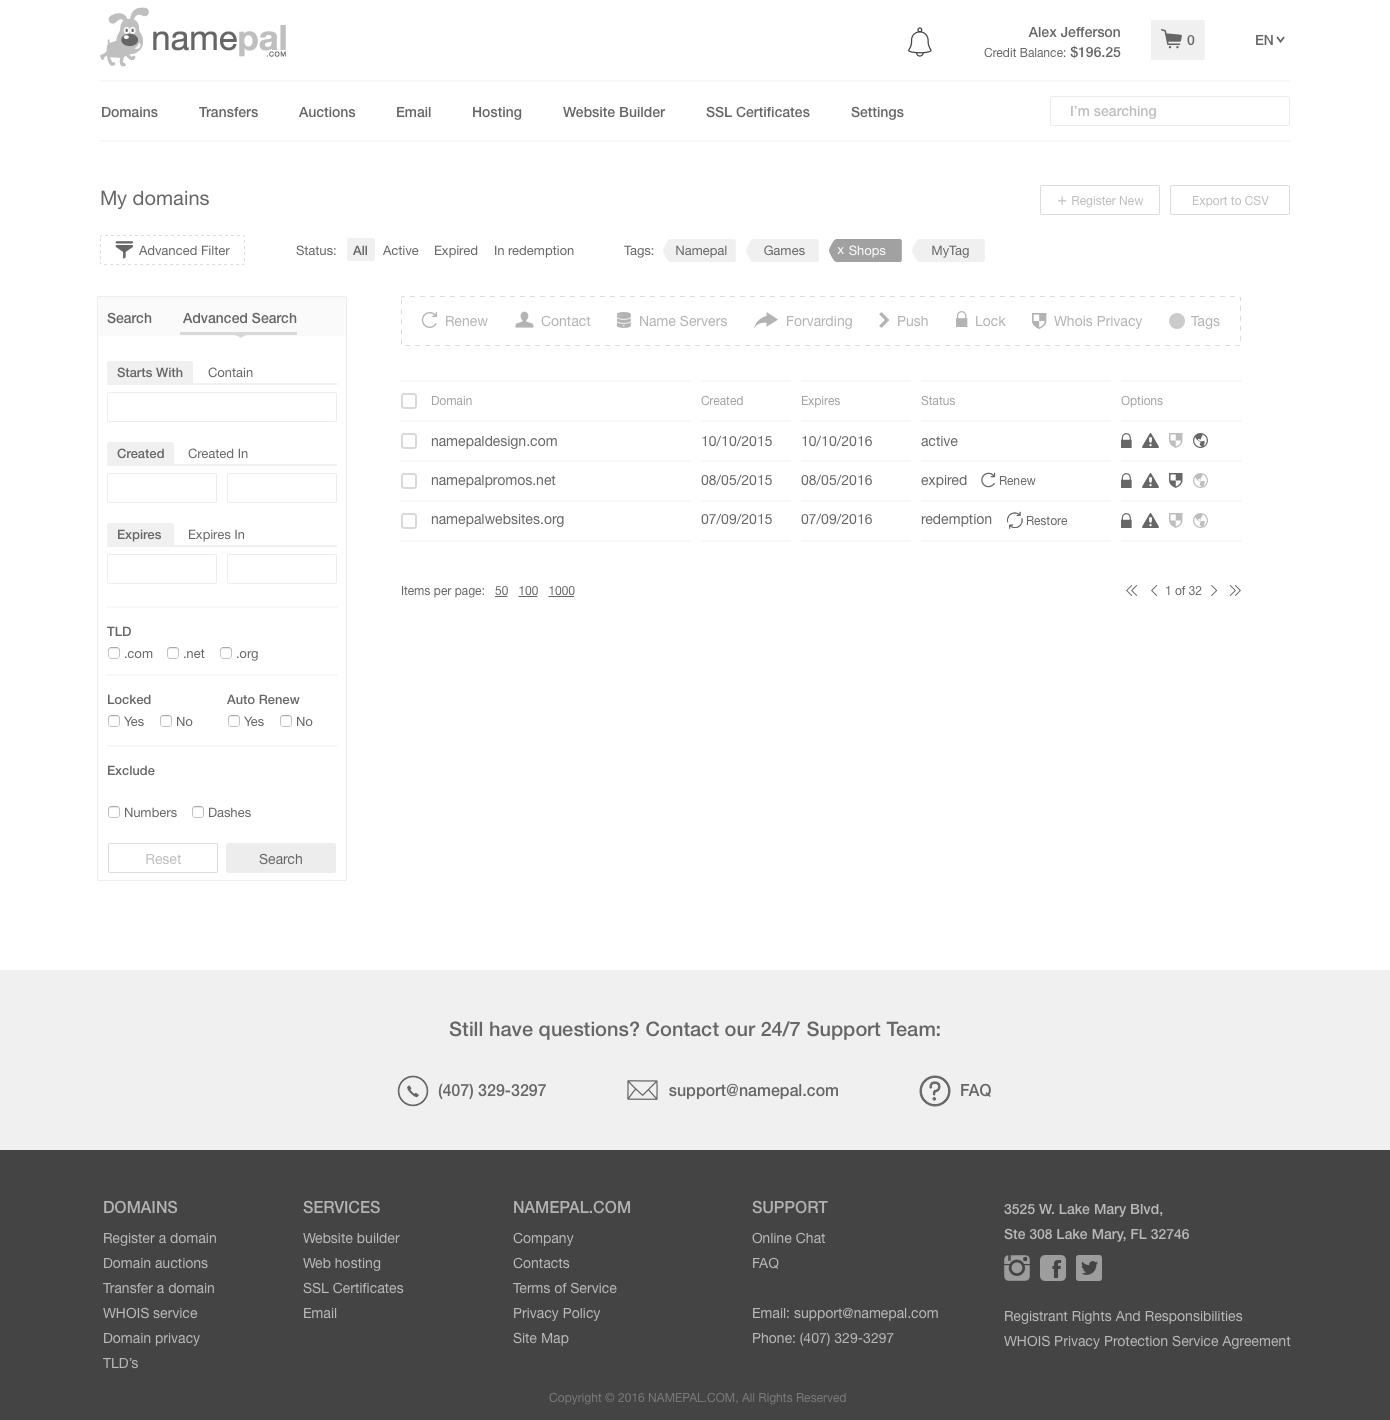 namepal
.COM
Alex Jefferson
Credit Balance: $196.25
0
EN
Domains Transfers Auctions Email Hosting Website Builder SSL Certificates Settings
I'm searching
My domains
+ Register New Export to CSV
Advanced Filter Status: All Active Expired In redemption Tags: Namepal Games x Shops MyTag
Search Advanced Search
Starts With Contain
Created Created In
Expires Expires In
TLD
.com .net .org
Locked Auto Renew
Yes No Yes No
Exclude
Numbers Dashes
Reset Search
Renew Contact Name Servers Forvarding Push Lock Whois Privacy Tags
Domain Created Expires Status Options
namepaldesign.com 10/10/2015 10/10/2016 active
namepalpromos.net 08/05/2015 08/05/2016 expired Renew
namepalwebsites.org 07/09/2015 07/09/2016 redemption Restore
Items per page: 50 100 1000 1 of 32
Still have questions? Contact our 24/7 Support Team:
(407) 329-3297 support@namepal.com FAQ
DOMAINS
Register a domain
Domain auctions
Transfer a domain
WHOIS service
Domain privacy
TLD's
SERVICES
Website builder
Web hosting
SSL Certificates
Email
NAMEPAL.COM
Company
Contacts
Terms of Service
Privacy Policy
Site Map
SUPPORT
Online Chat
FAQ
Email: support@namepal.com
Phone: (407) 329-3297
3525 W. Lake Mary Blvd,
Ste 308 Lake Mary, FL 32746
Registrant Rights And Responsibilities
WHOIS Privacy Protection Service Agreement
Copyright © 2016 NAMEPAL.COM, All Rights Reserved